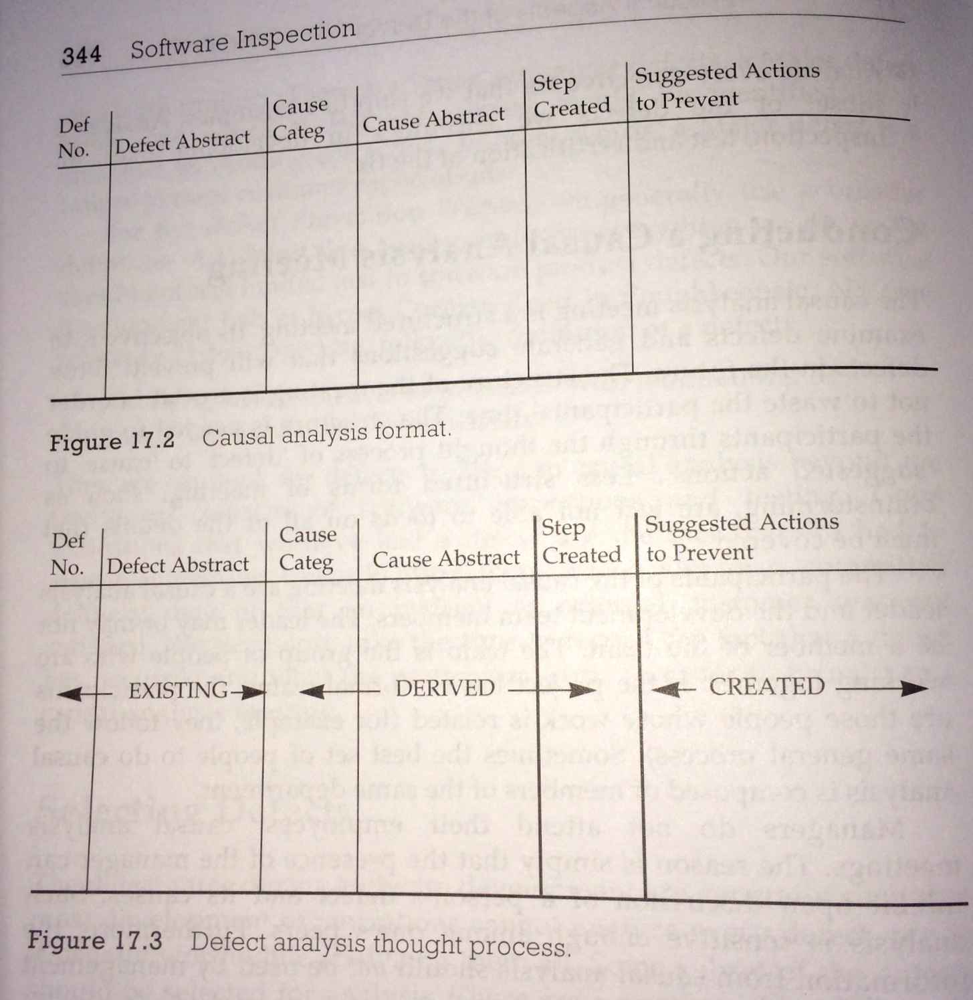 344 Software Inspection
Def No. Defect Abstract Cause Categ Cause Abstract Step Created Suggested Actions to Prevent
Figure 17.2 Causal analysis format.
Def No. Defect Abstract Cause Categ Cause Abstract Step Created Suggested Actions to Prevent
EXISTING DERIVED CREATED
Figure 17.3 Defect analysis thought process.